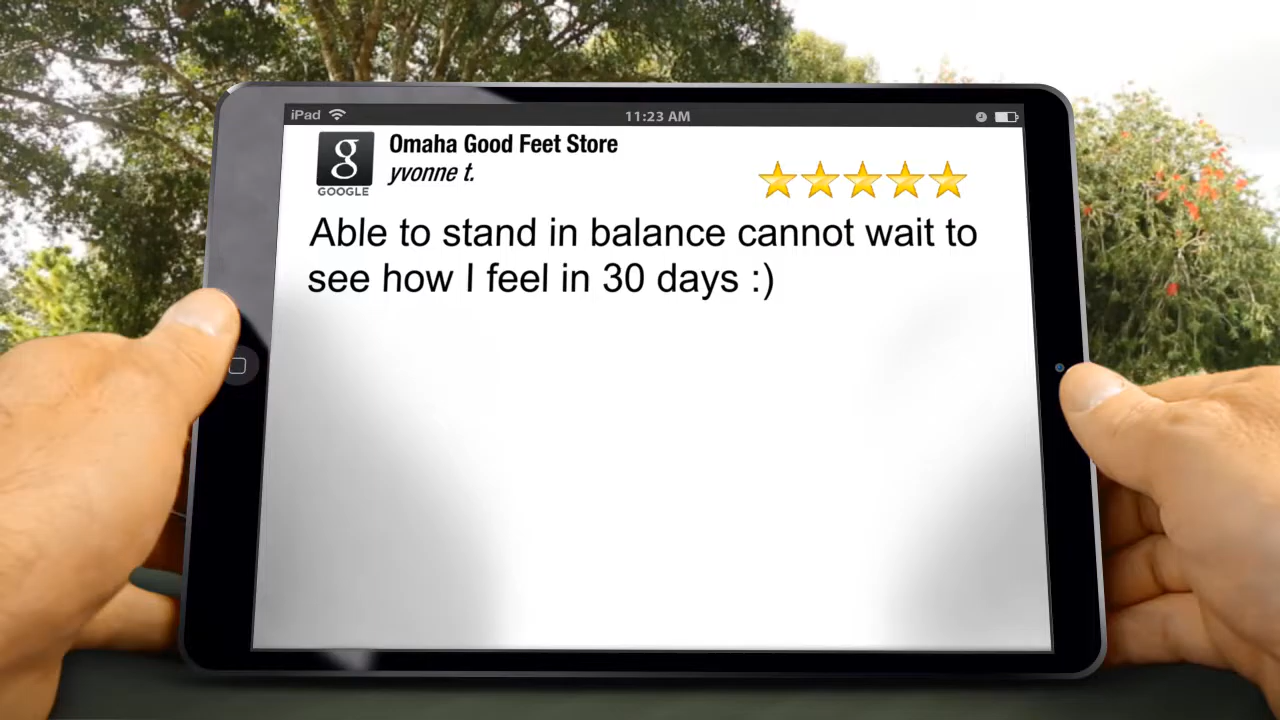 iPad
11:23 AM
g
GOOGLE
Omaha Good Feet Store
yvonne t.
Able to stand in balance cannot wait to
see how I feel in 30 days :)